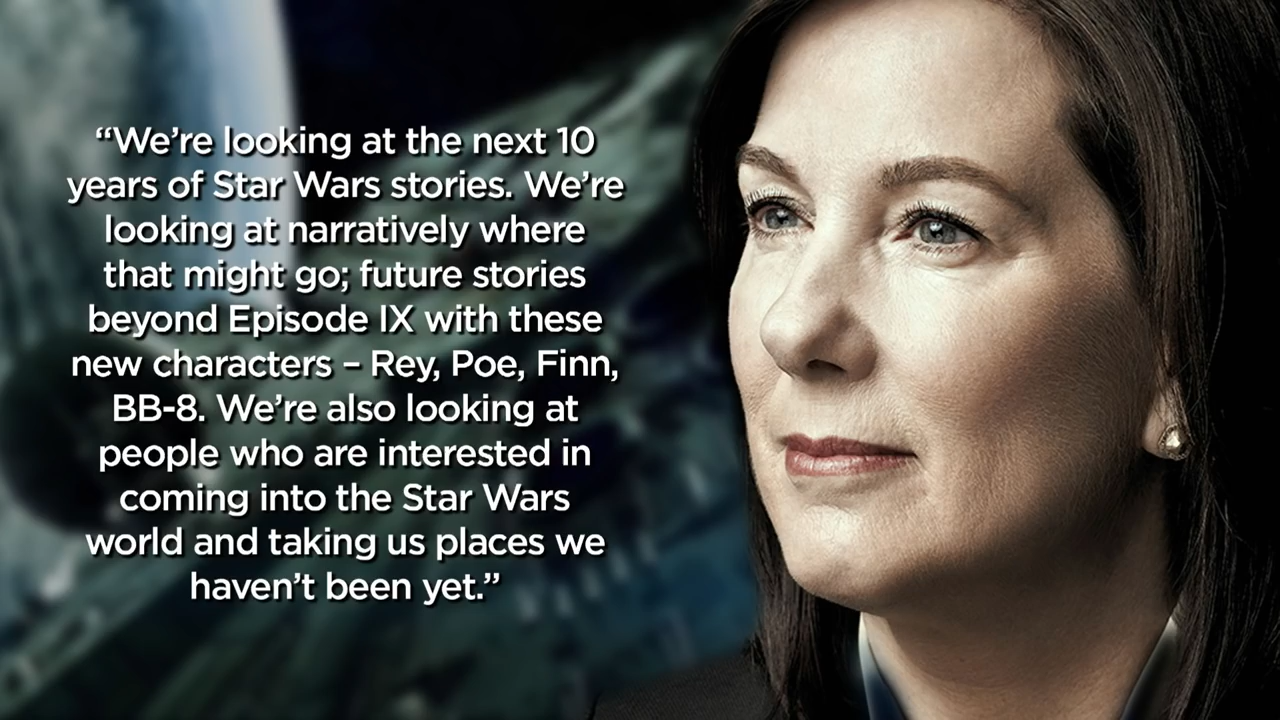 “We’re looking at the next 10
years of Star Wars stories. We’re
looking at narratively where
that might go; future stories
beyond Episode IX with these
new characters – Rey, Poe, Finn,
BB-8. We’re also looking at
people who are interested in
coming into the Star Wars
world and taking us places we
haven’t been yet.”